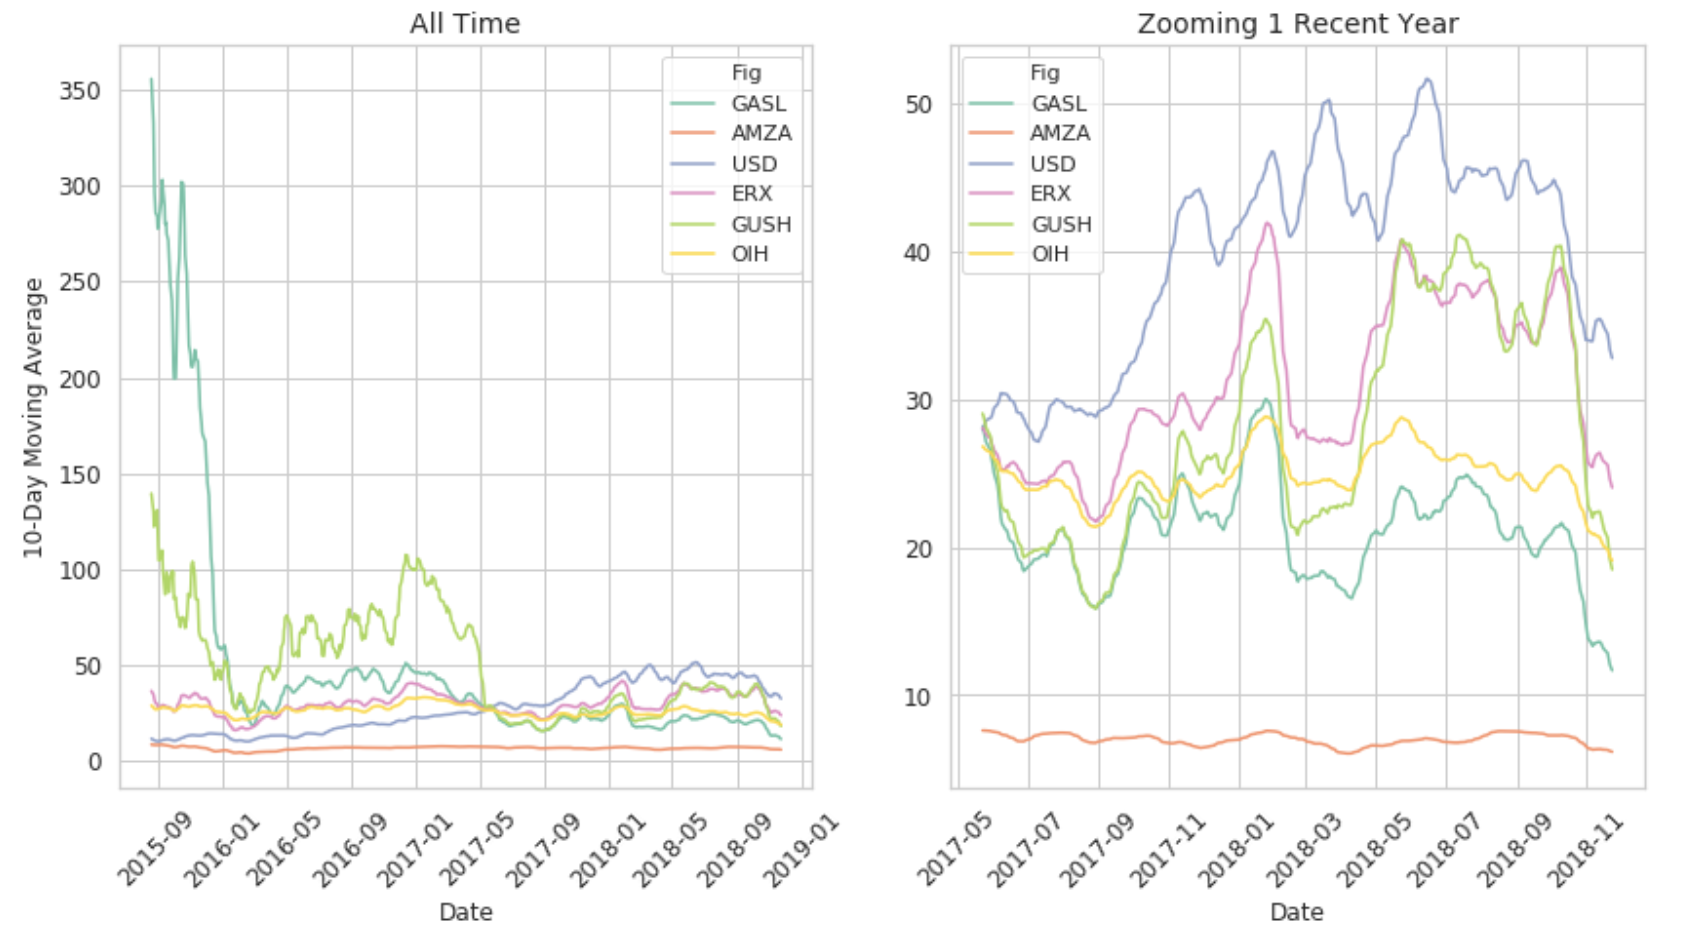 All Time
10-Day Moving Average
350
300
250
200
150
100
50
0
Fig
GASL
AMZA
USD
ERX
GUSH
OIH
2015-09
2016-01
2016-05
2016-09
2017-01
2017-05
2017-09
2018-01
2018-05
2018-09
2019-01
Date
Zooming 1 Recent Year
50
40
30
20
10
Fig
GASL
AMZA
USD
ERX
GUSH
OIH
2017-05
2017-07
2017-09
2017-11
2018-01
2018-03
2018-05
2018-07
2018-09
2018-11
Date